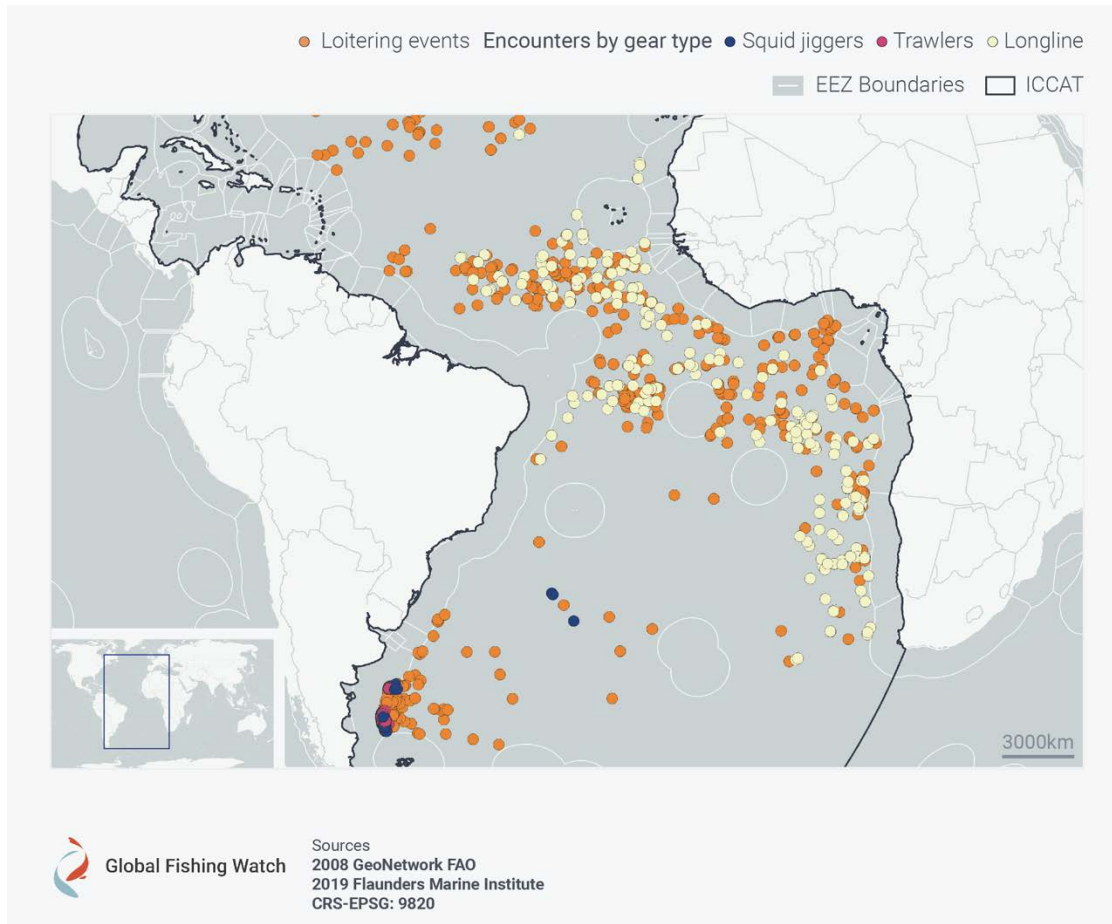 Loitering events Encounters by gear type Squid jiggers Trawlers Longline
EEZ Boundaries ICCAT
3000km
Global Fishing Watch
Sources
2008 GeoNetwork FAO
2019 Flaunders Marine Institute
CRS-EPSG: 9820